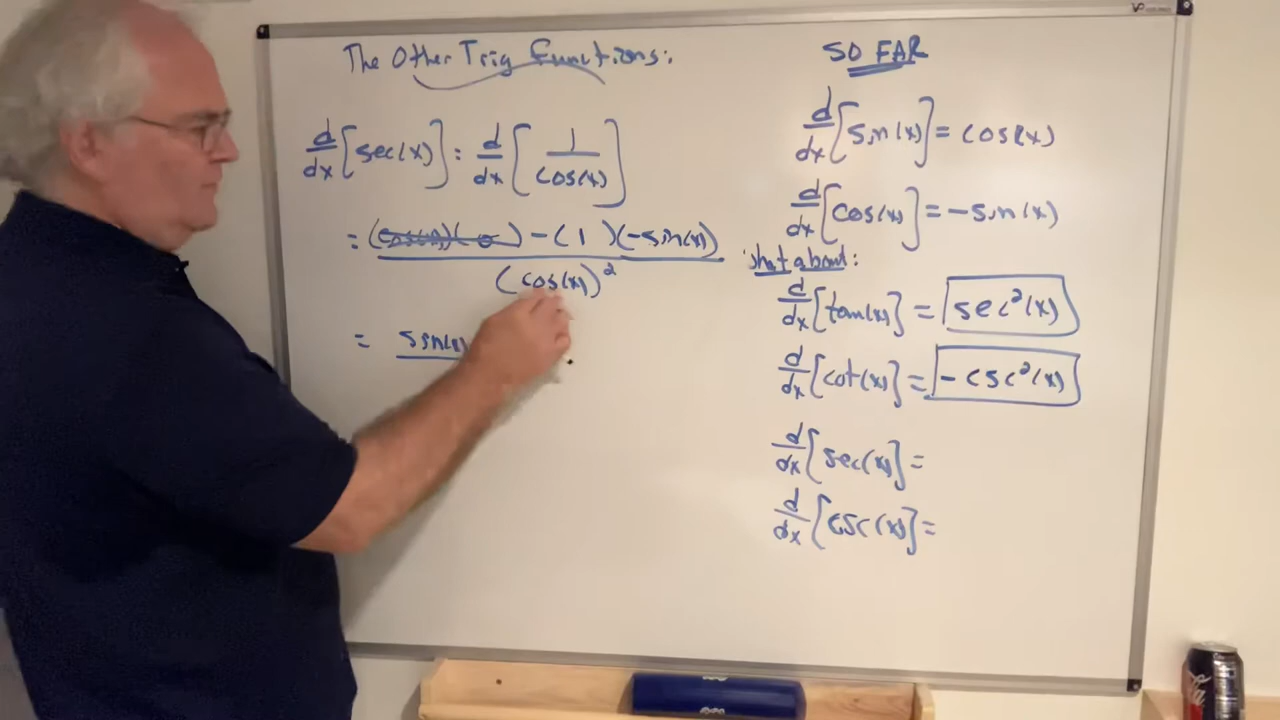 The Other Trig Functions:
d/dx [sec(x)] = d/dx [1/cos(x)]
= ((cos(x))(0) - (1)(-sin(x)))/(cos(x))²
= sin(x)
SO FAR
d/dx [sin(x)] = cos(x)
d/dx [cos(x)] = -sin(x)
what about:
d/dx [tan(x)] = sec²(x)
d/dx [cot(x)] = -csc²(x)
d/dx [sec(x)] =
d/dx [csc(x)] =